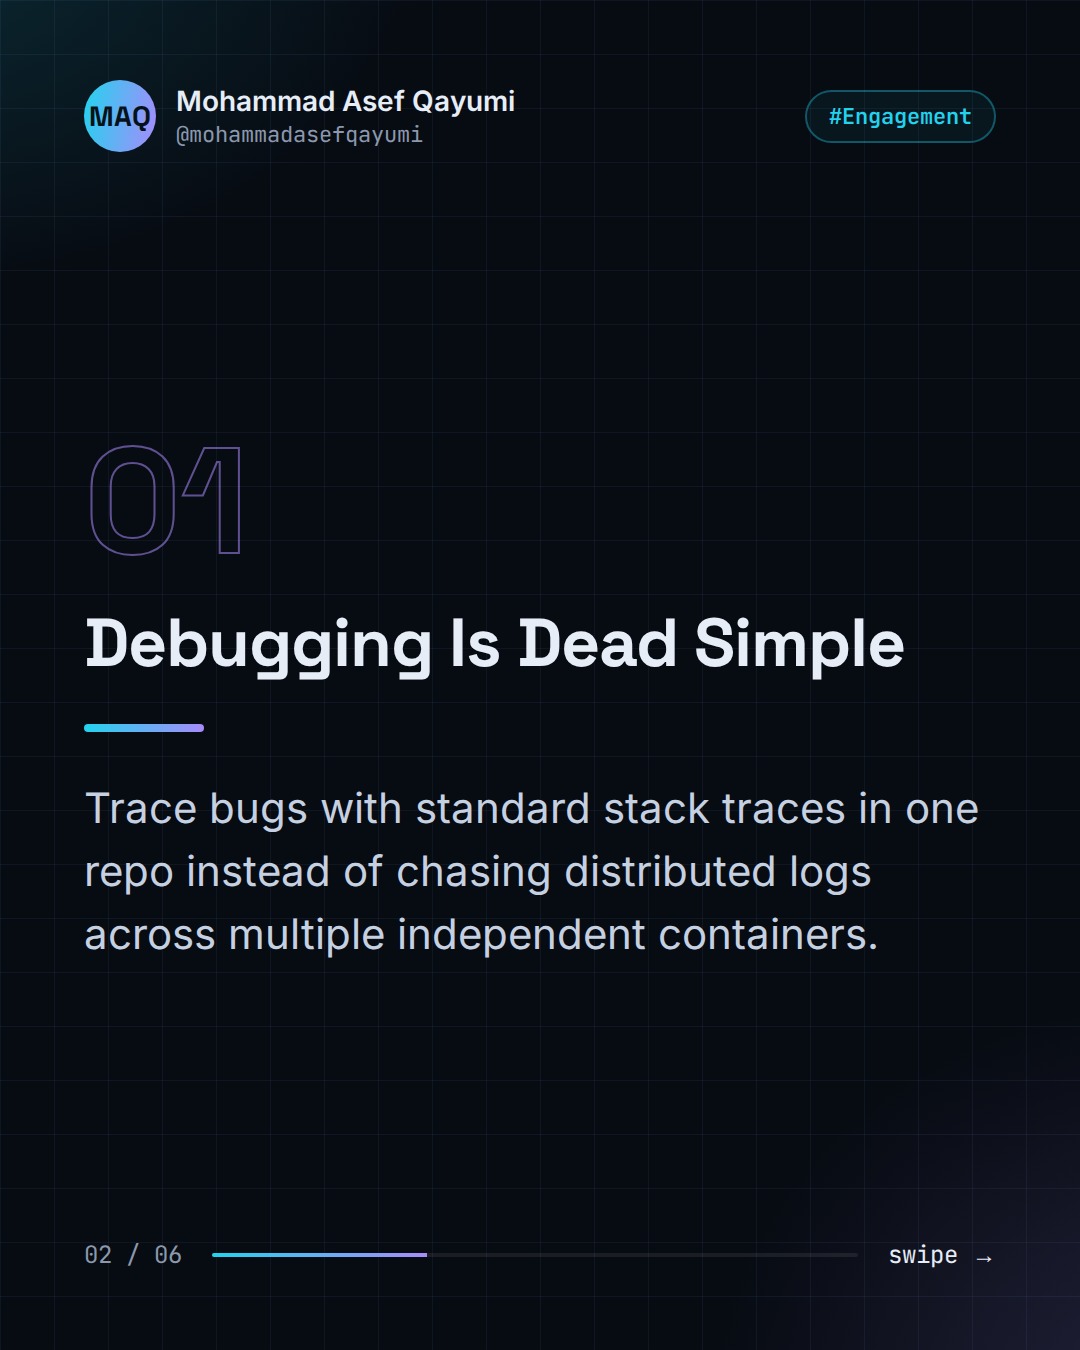 MAQ
Mohammad Asef Qayumi
@mohammadasefqayumi
#Engagement
01
Debugging Is Dead Simple
Trace bugs with standard stack traces in one
repo instead of chasing distributed logs
across multiple independent containers.
02 / 06
swipe →